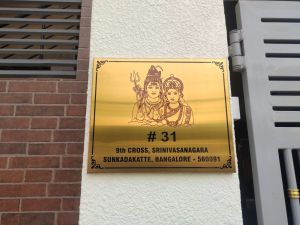 # 31
9th CROSS, SRINIVASANAGARA
SUNKADAKATTE, BANGALORE - 560091